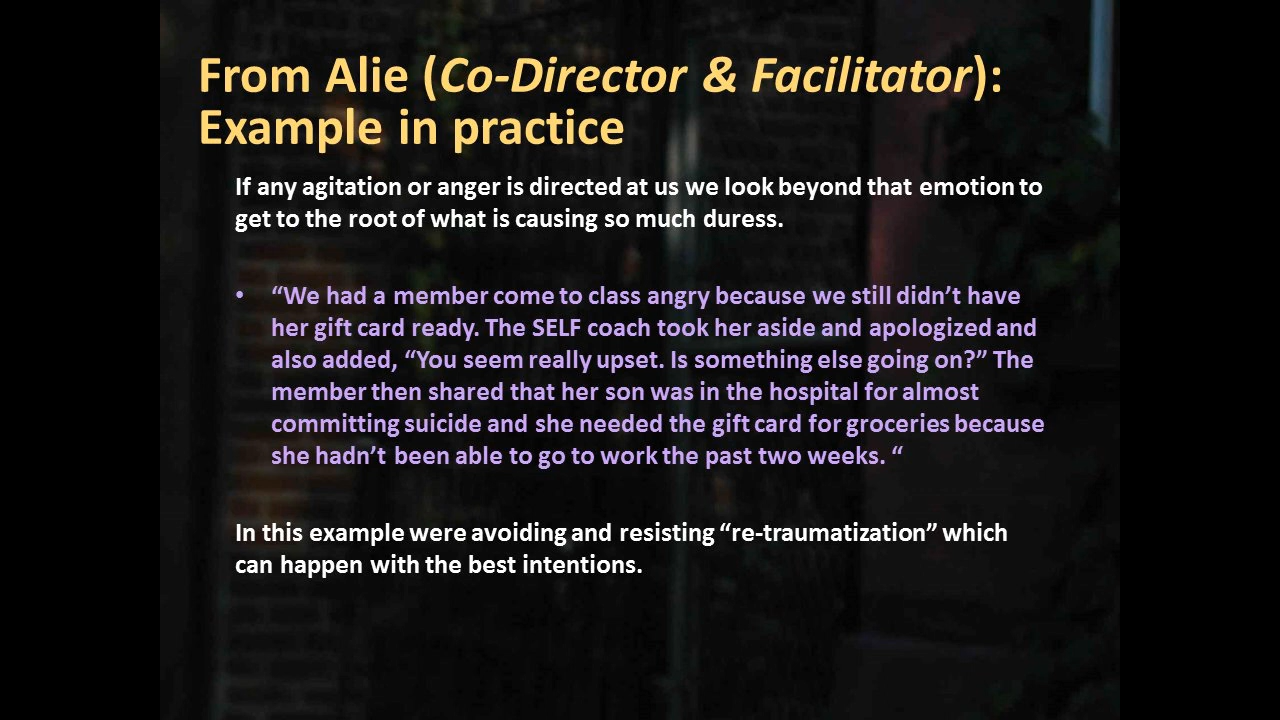 From Alie (Co-Director & Facilitator):
Example in practice
If any agitation or anger is directed at us we look beyond that emotion to
get to the root of what is causing so much duress.
• “We had a member come to class angry because we still didn’t have
her gift card ready. The SELF coach took her aside and apologized and
also added, “You seem really upset. Is something else going on?” The
member then shared that her son was in the hospital for almost
committing suicide and she needed the gift card for groceries because
she hadn’t been able to go to work the past two weeks. “
In this example were avoiding and resisting “re-traumatization” which
can happen with the best intentions.